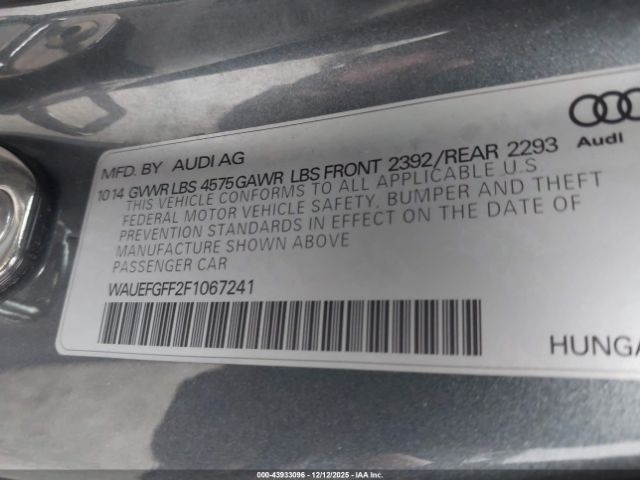 MFD. BY AUDI AG
Audi
1014 GVWR LBS 4575 GAWR LBS FRONT 2392/REAR 2293
THIS VEHICLE CONFORMS TO ALL APPLICABLE U.S.
FEDERAL MOTOR VEHICLE SAFETY, BUMPER AND THEFT
PREVENTION STANDARDS IN EFFECT ON THE DATE OF
MANUFACTURE SHOWN ABOVE
PASSENGER CAR
WAUEFGFF2F1067241
HUNGA
000-43933096 - 12/12/2025 - IAA Inc.